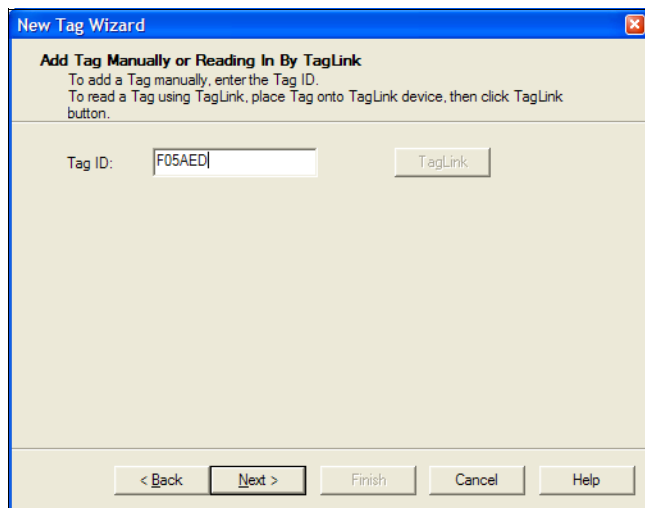 New Tag Wizard
Add Tag Manually or Reading In By TagLink
To add a Tag manually, enter the Tag ID.
To read a Tag using TagLink, place Tag onto TagLink device, then click TagLink
button.
Tag ID: F05AED TagLink
< Back Next > Finish Cancel Help